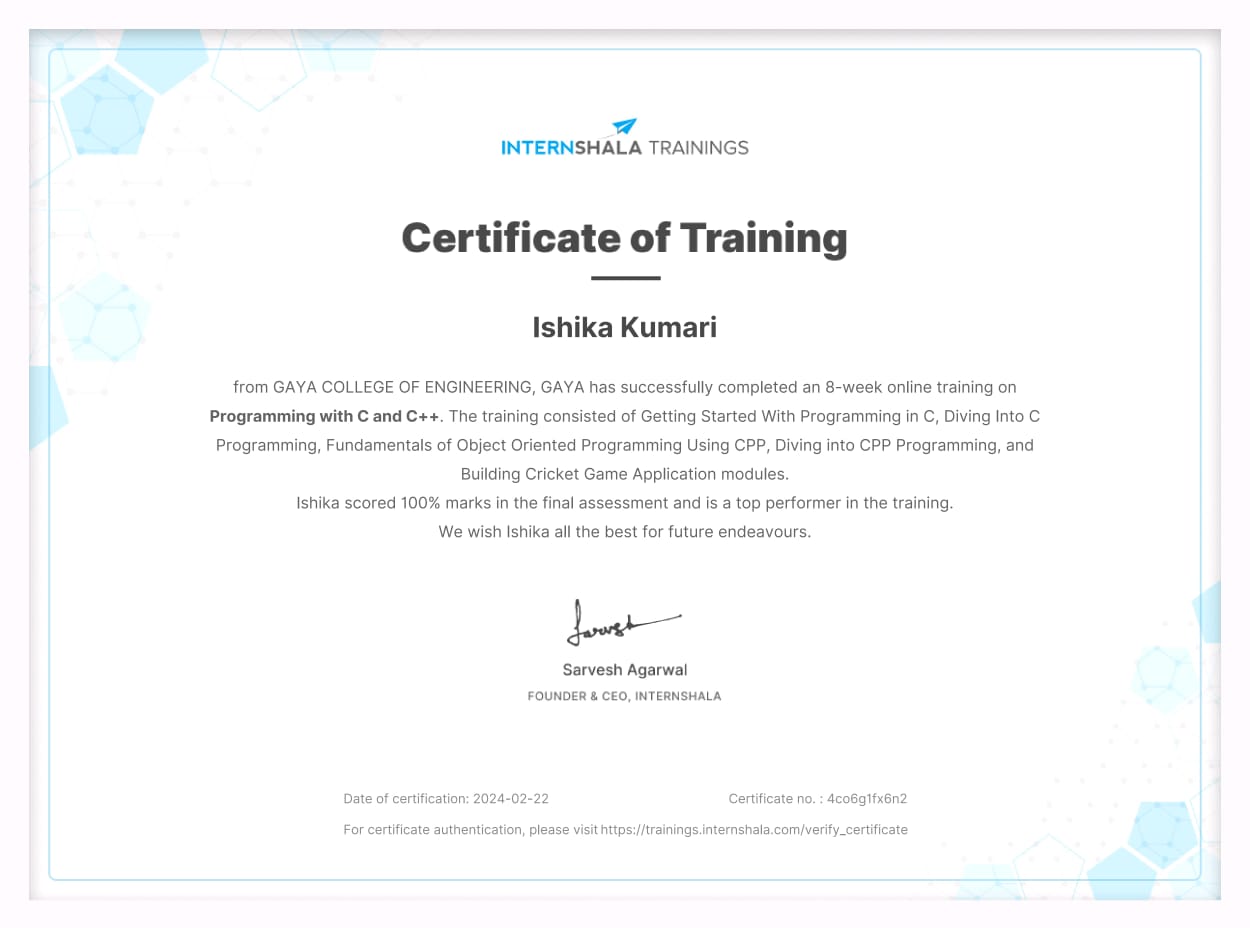 INTERNSHALA TRAININGS
Certificate of Training
Ishika Kumari
from GAYA COLLEGE OF ENGINEERING, GAYA has successfully completed an 8-week online training on
Programming with C and C++. The training consisted of Getting Started With Programming in C, Diving Into C
Programming, Fundamentals of Object Oriented Programming Using CPP, Diving into CPP Programming, and
Building Cricket Game Application modules.
Ishika scored 100% marks in the final assessment and is a top performer in the training.
We wish Ishika all the best for future endeavours.
Sarvesh
Sarvesh Agarwal
FOUNDER & CEO, INTERNSHALA
Date of certification: 2024-02-22 Certificate no. : 4co6g1fx6n2
For certificate authentication, please visit https://trainings.internshala.com/verify_certificate